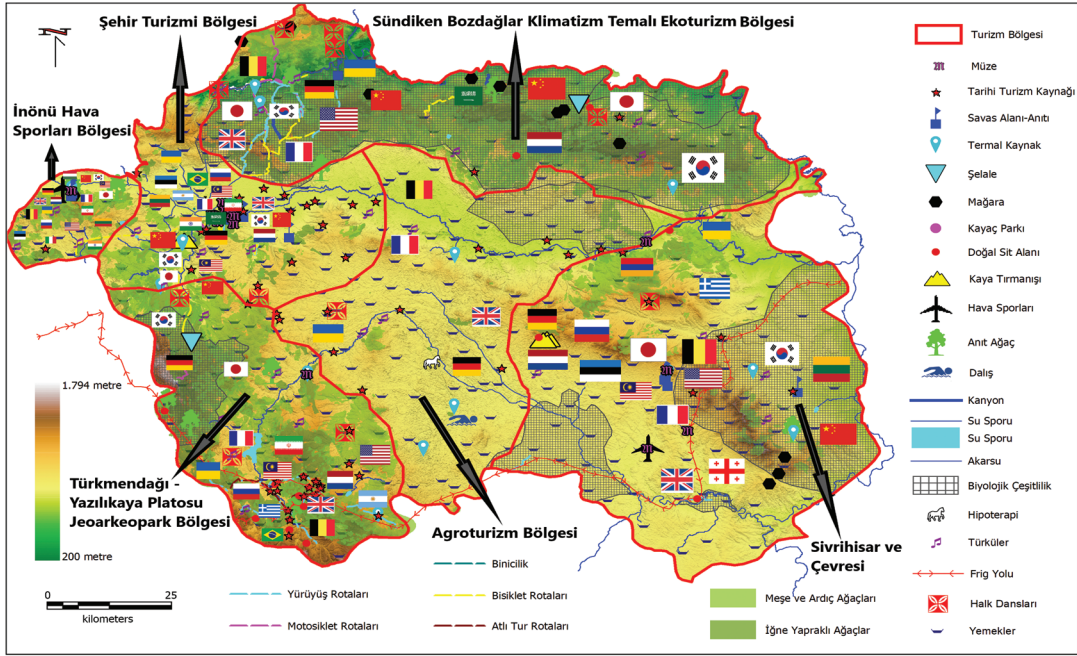 Şehir Turizmi Bölgesi
Sündiken Bozdağlar Klimatizm Temalı Ekoturizm Bölgesi
İnönü Hava
Sporları Bölgesi
Türkmendağı -
Yazılıkaya Platosu
Jeoarkeopark Bölgesi
Agroturizm Bölgesi
Sivrihisar ve
Çevresi
1.794 metre
200 metre
0 25
kilometers
Yürüyüş Rotaları
Motosiklet Rotaları
Binicilik
Bisiklet Rotaları
Atlı Tur Rotaları
Meşe ve Ardıç Ağaçları
İğne Yapraklı Ağaçlar
Turizm Bölgesi
Müze
Tarihi Turizm Kaynağı
Savas Alanı-Anıtı
Termal Kaynak
Şelale
Mağara
Kayaç Parkı
Doğal Sit Alanı
Kaya Tırmanışı
Hava Sporları
Anıt Ağaç
Dalış
Kanyon
Su Sporu
Su Sporu
Akarsu
Biyolojik Çeşitlilik
Hipoterapi
Türküler
Frig Yolu
Halk Dansları
Yemekler